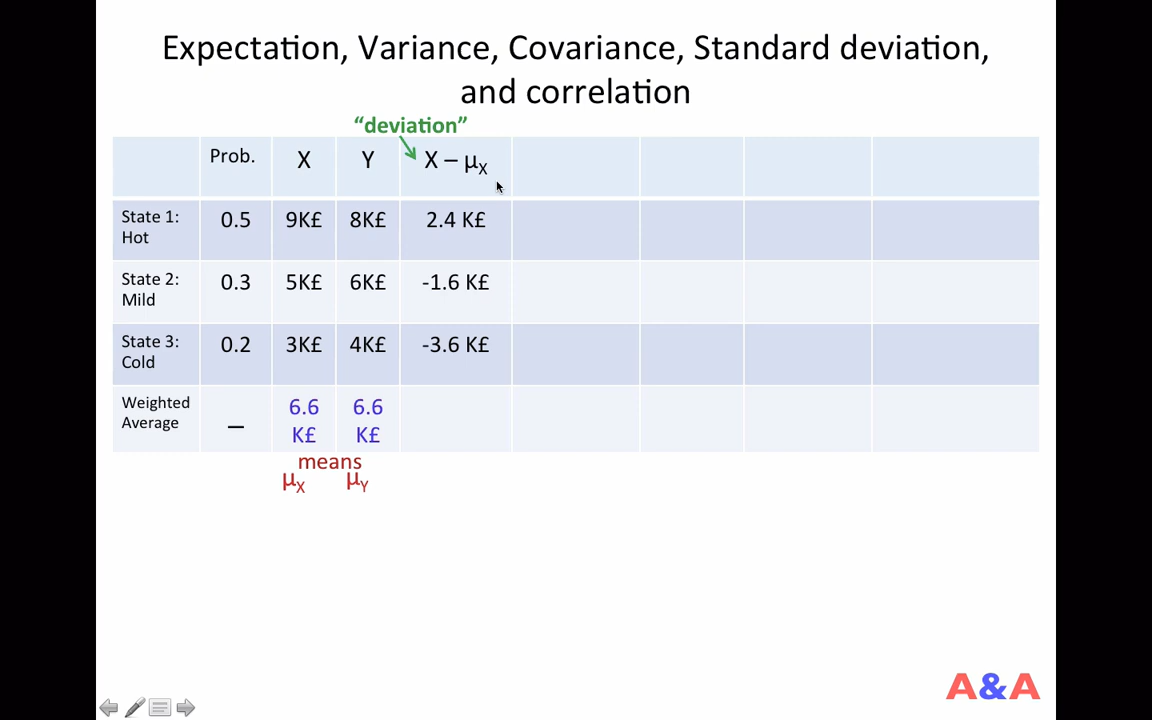 Expectation, Variance, Covariance, Standard deviation,
and correlation
“deviation”
Prob. X Y X – μX
State 1: Hot 0.5 9K£ 8K£ 2.4 K£
State 2: Mild 0.3 5K£ 6K£ -1.6 K£
State 3: Cold 0.2 3K£ 4K£ -3.6 K£
Weighted Average – 6.6 K£ 6.6 K£
means
μX μY
A&A